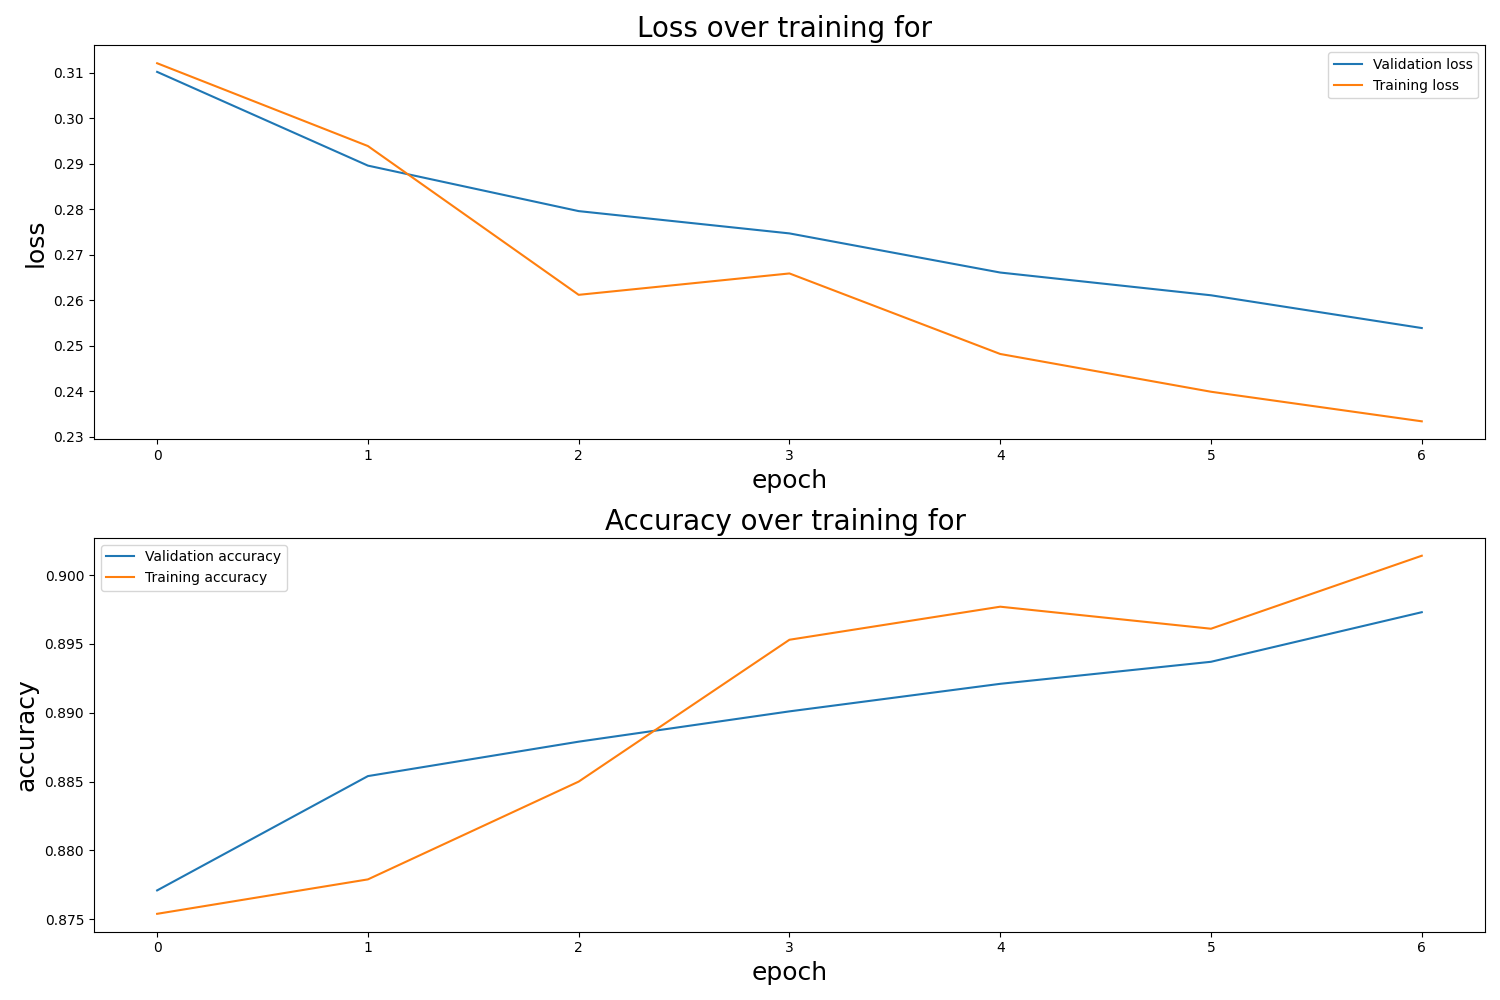 Loss over training for
Validation loss
Training loss
0.31
0.30
0.29
0.28
0.27
0.26
0.25
0.24
0.23
loss
0 1 2 3 4 5 6
epoch
Accuracy over training for
Validation accuracy
Training accuracy
0.900
0.895
0.890
0.885
0.880
0.875
accuracy
0 1 2 3 4 5 6
epoch